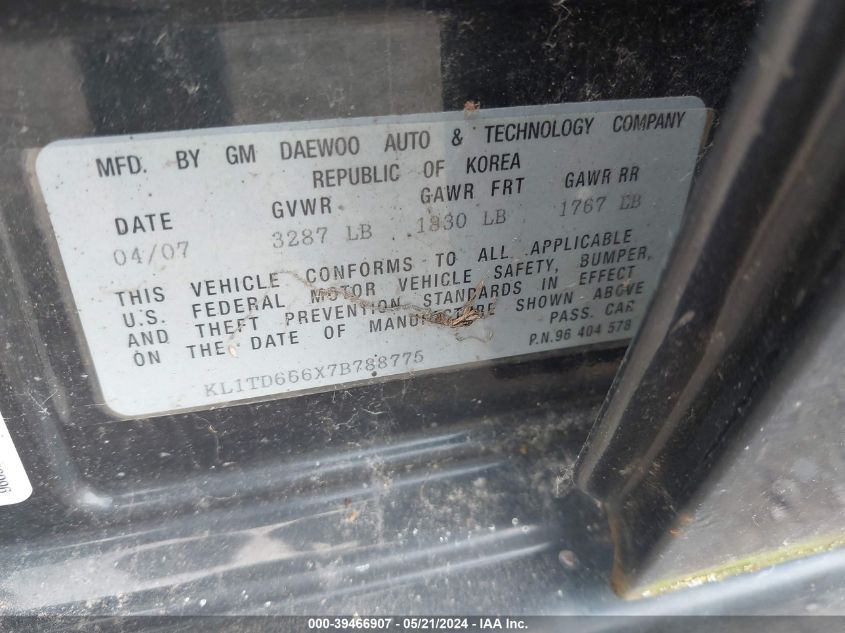 MFD. BY GM DAEWOO AUTO & TECHNOLOGY COMPANY
REPUBLIC OF KOREA
DATE GVWR GAWR FRT GAWR RR
04/07 3287 LB 1830 LB 1767 LB
THIS VEHICLE CONFORMS TO ALL APPLICABLE
U.S. FEDERAL MOTOR VEHICLE SAFETY, BUMPER,
AND THEFT PREVENTION STANDARDS IN EFFECT
ON THE DATE OF MANUFACTURE SHOWN ABOVE
PASS. CAR
P.N.96 404 578
KL1TD656X7B788775
000-39466907 - 05/21/2024 - IAA Inc.